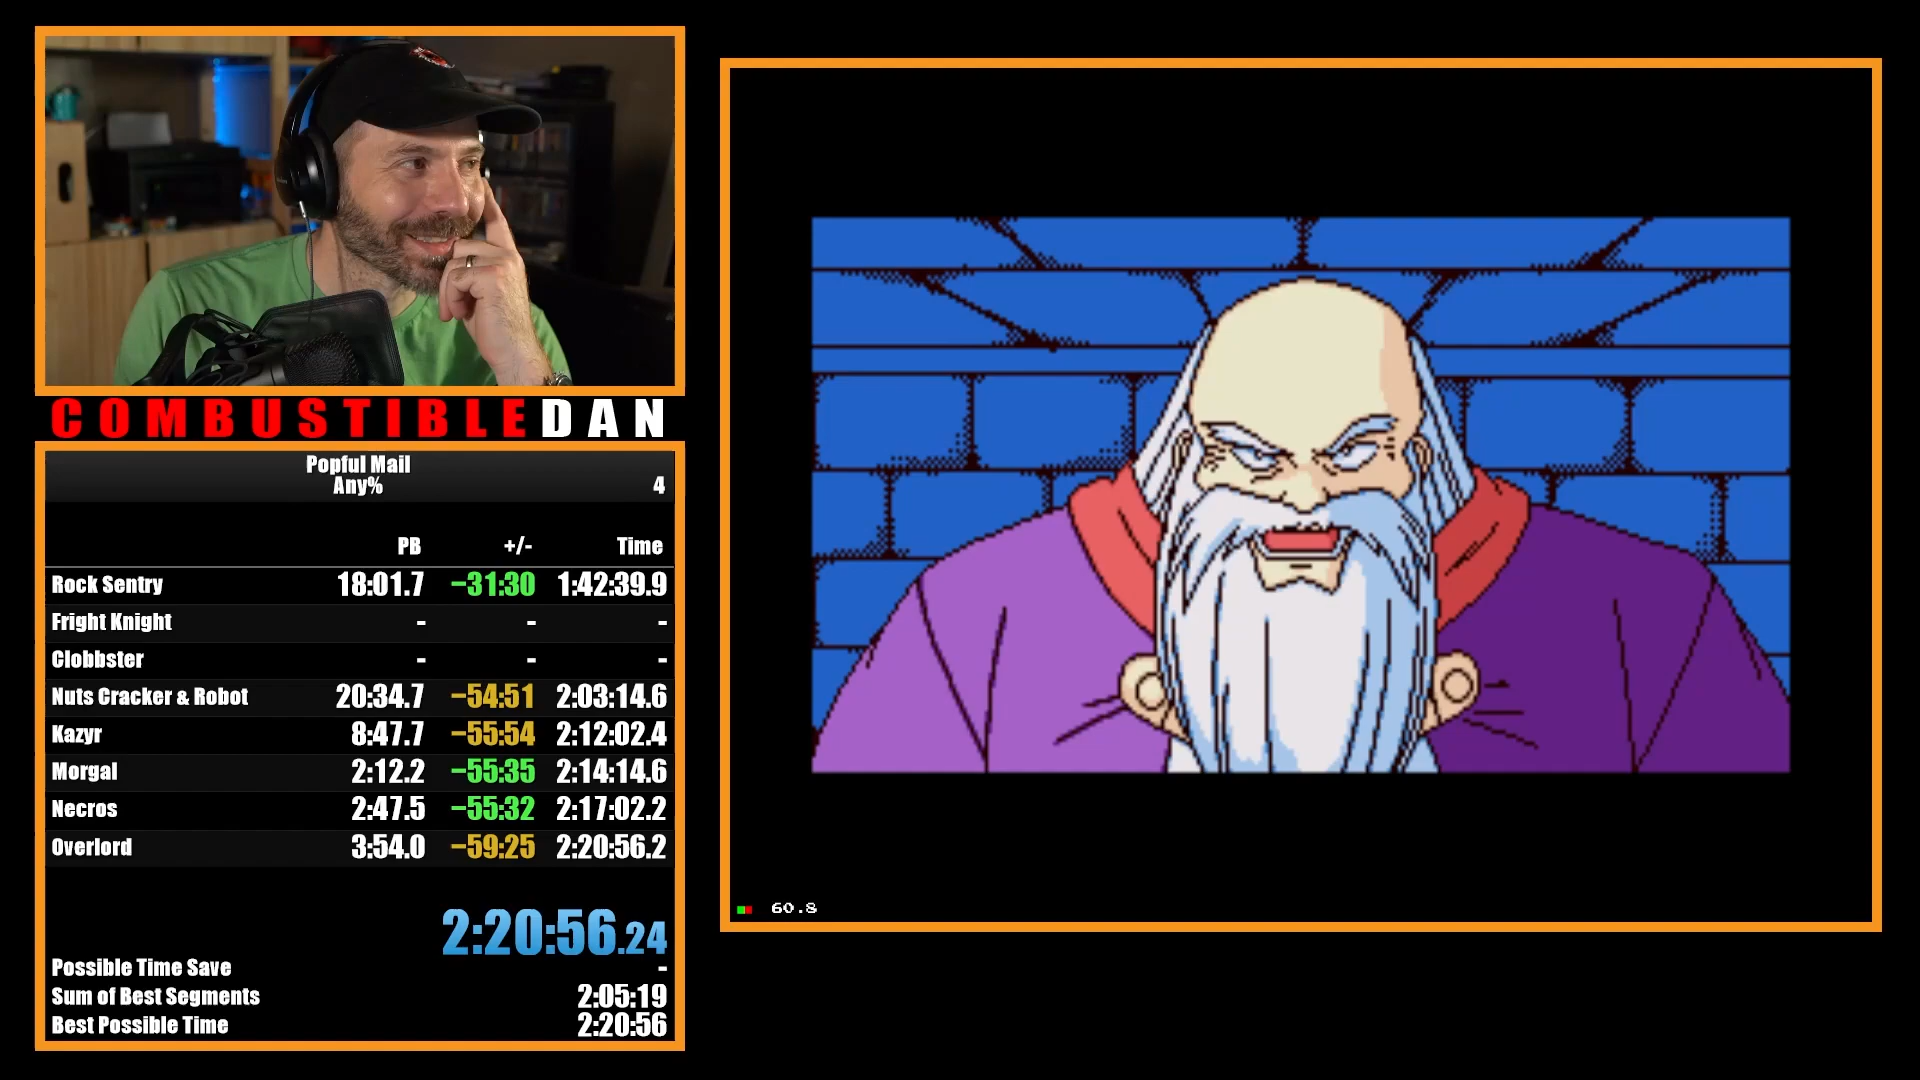 COMBUSTIBLEDAN
Popful Mail
Any% 4
PB +/- Time
Rock Sentry 18:01.7 −31:30 1:42:39.9
Fright Knight - - -
Clobbster - - -
Nuts Cracker & Robot 20:34.7 −54:51 2:03:14.6
Kazyr 8:47.7 −55:54 2:12:02.4
Morgal 2:12.2 −55:35 2:14:14.6
Necros 2:47.5 −55:32 2:17:02.2
Overlord 3:54.0 −59:25 2:20:56.2
2:20:56.24
Possible Time Save -
Sum of Best Segments 2:05:19
Best Possible Time 2:20:56
60.8